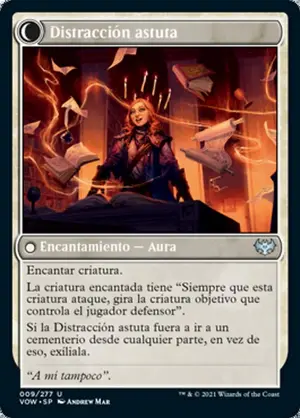 Distracción astuta
Encantamiento — Aura
Encantar criatura.
La criatura encantada tiene "Siempre que esta
criatura ataque, gira la criatura objetivo que
controla el jugador defensor".
Si la Distracción astuta fuera a ir a un
cementerio desde cualquier parte, en vez de
eso, exíliala.
"A mí tampoco".
009/277 U
VOW • SP ANDREW MAR
™ & © 2021 Wizards of the Coast